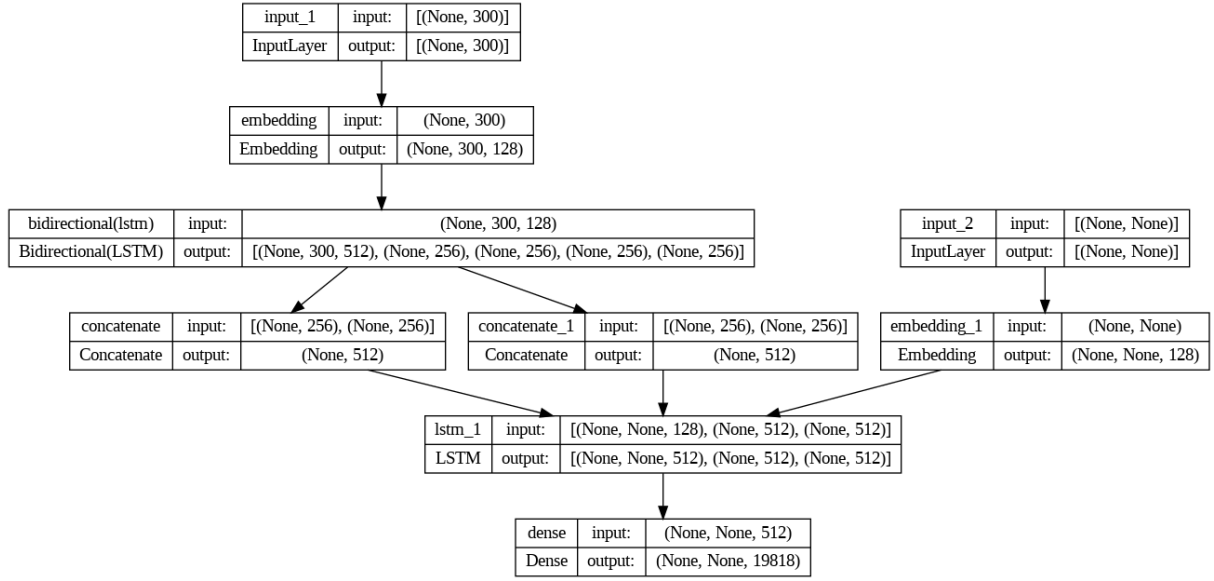 input_1 input: [(None, 300)]
InputLayer output: [(None, 300)]
embedding input: (None, 300)
Embedding output: (None, 300, 128)
bidirectional(lstm) input: (None, 300, 128)
Bidirectional(LSTM) output: [(None, 300, 512), (None, 256), (None, 256), (None, 256), (None, 256)]
input_2 input: [(None, None)]
InputLayer output: [(None, None)]
concatenate input: [(None, 256), (None, 256)]
Concatenate output: (None, 512)
concatenate_1 input: [(None, 256), (None, 256)]
Concatenate output: (None, 512)
embedding_1 input: (None, None)
Embedding output: (None, None, 128)
lstm_1 input: [(None, None, 128), (None, 512), (None, 512)]
LSTM output: [(None, None, 512), (None, 512), (None, 512)]
dense input: (None, None, 512)
Dense output: (None, None, 19818)